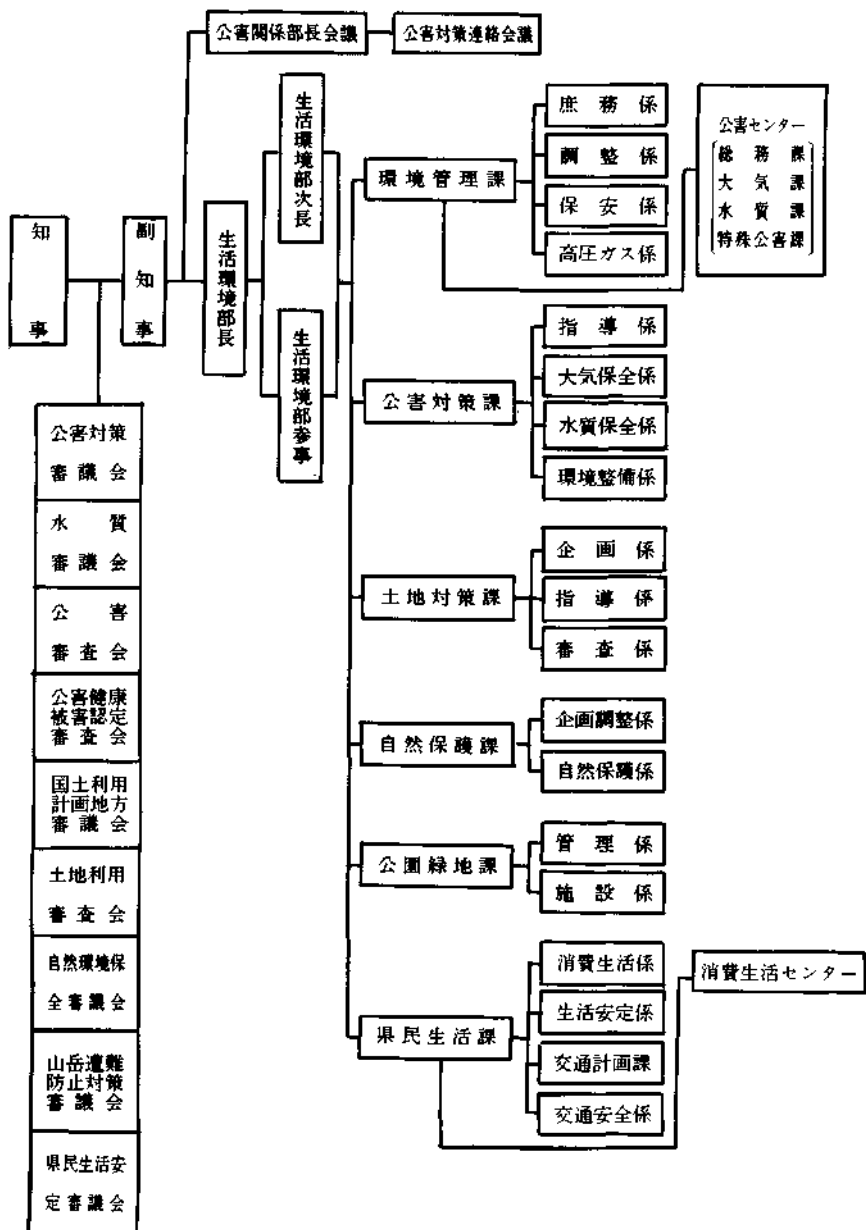 公害関係部長会議
公害対策連絡会議
知事
副知事
生活環境部長
生活環境部次長
生活環境部参事
環境管理課
庶務係
調整係
保安係
高圧ガス係
公害センター
総務課
大気課
水質課
特殊公害課
公害対策課
指導係
大気保全係
水質保全係
環境整備係
土地対策課
企画係
指導係
審査係
自然保護課
企画調整係
自然保護係
公園緑地課
管理係
施設係
県民生活課
消費生活係
生活安定係
交通計画課
交通安全係
消費生活センター
公害対策
審議会
水質
審議会
公害
審査会
公害健康
被害認定
審査会
国土利用
計画地方
審議会
土地利用
審査会
自然環境保
全審議会
山岳遭難
防止対策
審議会
県民生活安
定審議会